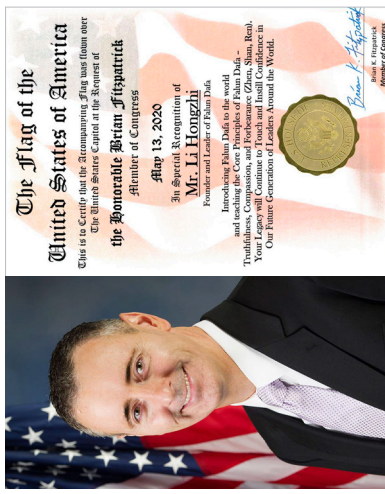 The Flag of the
United States of America
This is to Certify that the Accompanying Flag was flown over
The United States Capitol at the Request of
the Honorable Brian Fitzpatrick
Member of Congress
May 13, 2020
In Special Recognition of
Mr. Li Hongzhi
Founder and Leader of Falun Dafa
Introducing Falun Dafa to the world
and teaching the Core Principles of Falun Dafa -
Truthfulness, Compassion, and Forbearance (Zhen, Shan, Ren).
Your Legacy will Continue to Touch and Instill Confidence in
Our Future Generation of Leaders Around the World.
Brian K. Fitzpatrick
Brian K. Fitzpatrick
Member of Congress